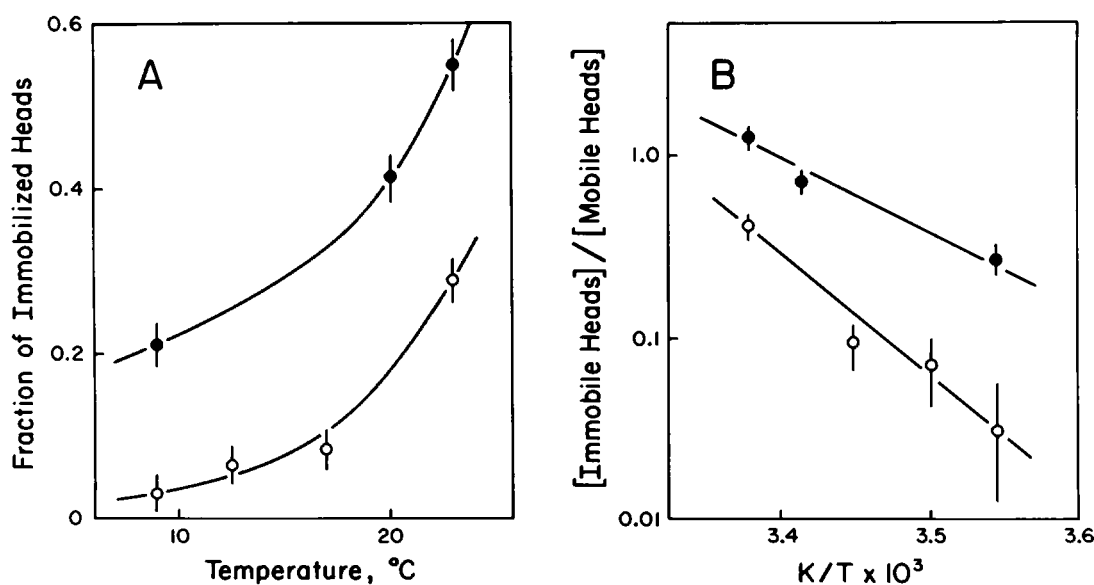 A
Fraction of Immobilized Heads
0.6
0.4
0.2
0
10
20
Temperature, °C
B
[Immobile Heads] / [Mobile Heads]
1.0
0.1
0.01
3.4
3.5
3.6
K/T x 10³